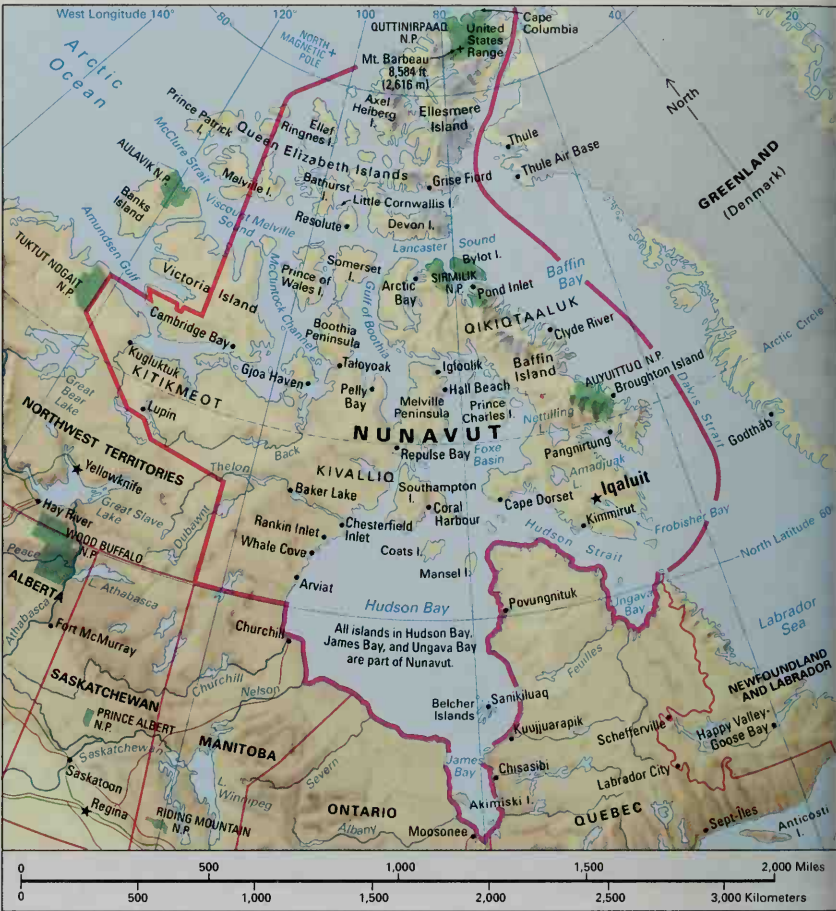 West Longitude 140°
80°
120°
100
80
40
20
NORTH
MAGNETIC
POLE
QUTTINIRPAAQ
N.P.
United
States
Range
Cape
Columbia
Mt. Barbeau
8,584 ft.
(2,616 m)
Arctic
Ocean
Axel
Heiberg
I.
Ellesmere
Island
North
Prince Patrick
I.
Ellef
Ringnes I.
Queen Elizabeth Islands
McClure Strait
Thule
Thule Air Base
GREENLAND
(Denmark)
AULAVIK N.P.
Melville I.
Bathurst
I.
Grise Fiord
Little Cornwallis I.
Banks
Island
Viscount Melville
Sound
Resolute
Devon I.
Amundsen Gulf
Lancaster Sound
Bylot I.
TUKTUT NOGAIT
N.P.
Victoria Island
McClintock Channel
Prince of
Wales I.
Somerset
I.
Gulf of Boothia
Arctic
Bay
SIRMILIK
N.P.
Pond Inlet
Baffin
Bay
QIKIQTAALUK
Clyde River
Arctic Circle
Cambridge Bay
Boothia
Peninsula
Kugluktuk
KITIKMEOT
Gjoa Haven
Taloyoak
Pelly
Bay
Igloolik
Hall Beach
Baffin
Island
AUYUITTUQ N.P.
Broughton Island
Davis Strait
Great
Bear
Lake
Lupin
Melville
Peninsula
Prince
Charles I.
Nettilling
L.
Godthåb
NORTHWEST TERRITORIES
NUNAVUT
Pangnirtung
Back
Repulse Bay
Foxe
Basin
Amadjuak
L.
Yellowknife
Thelon
KIVALLIQ
Iqaluit
Baker Lake
Southampton
I.
Coral
Harbour
Cape Dorset
Kimmirut
Hay River
Great Slave
Lake
Dubawnt
Rankin Inlet
Chesterfield
Inlet
Hudson Strait
Frobisher Bay
North Latitude 60°
WOOD BUFFALO
N.P.
Whale Cove
Coats I.
Peace
Mansel I.
Arviat
Ungava
Bay
ALBERTA
Athabasca
L.
Athabasca
Hudson Bay
Povungnituk
Labrador
Sea
Fort McMurray
Churchill
All islands in Hudson Bay,
James Bay, and Ungava Bay
are part of Nunavut.
Feuilles
SASKATCHEWAN
Churchill
Nelson
NEWFOUNDLAND
AND LABRADOR
Belcher
Islands
Sanikiluaq
PRINCE ALBERT
N.P.
Kuujjuarapik
Schefferville
Happy Valley-
Goose Bay
MANITOBA
Saskatchewan
Severn
James
Bay
Chisasibi
Labrador City
Saskatoon
L.
Winnipeg
Akimiski I.
Regina
RIDING MOUNTAIN
N.P.
ONTARIO
QUEBEC
Albany
Moosonee
Sept-Îles
Anticosti
I.
0 500 1,000 1,500 2,000 Miles
0 500 1,000 1,500 2,000 2,500 3,000 Kilometers